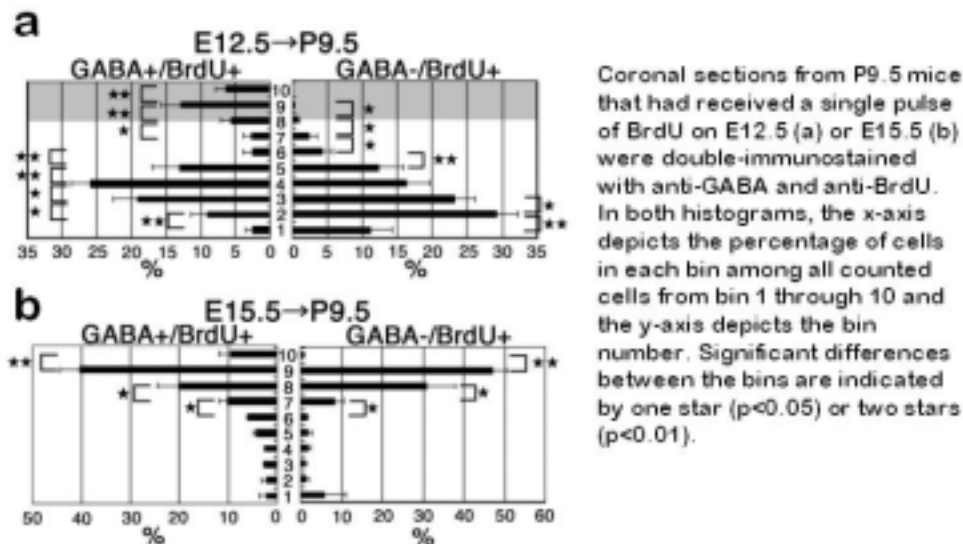 a
E12.5→P9.5
GABA+/BrdU+ GABA-/BrdU+
10
9
8
7
6
5
4
3
2
1
35 30 25 20 15 10 5 0 0 5 10 15 20 25 30 35
% %
b
E15.5→P9.5
GABA+/BrdU+ GABA-/BrdU+
10
9
8
7
6
5
4
3
2
1
50 40 30 20 10 0 0 10 20 30 40 50 60
% %
Coronal sections from P9.5 mice
that had received a single pulse
of BrdU on E12.5 (a) or E15.5 (b)
were double-immunostained
with anti-GABA and anti-BrdU.
In both histograms, the x-axis
depicts the percentage of cells
in each bin among all counted
cells from bin 1 through 10 and
the y-axis depicts the bin
number. Significant differences
between the bins are indicated
by one star (p<0.05) or two stars
(p<0.01).